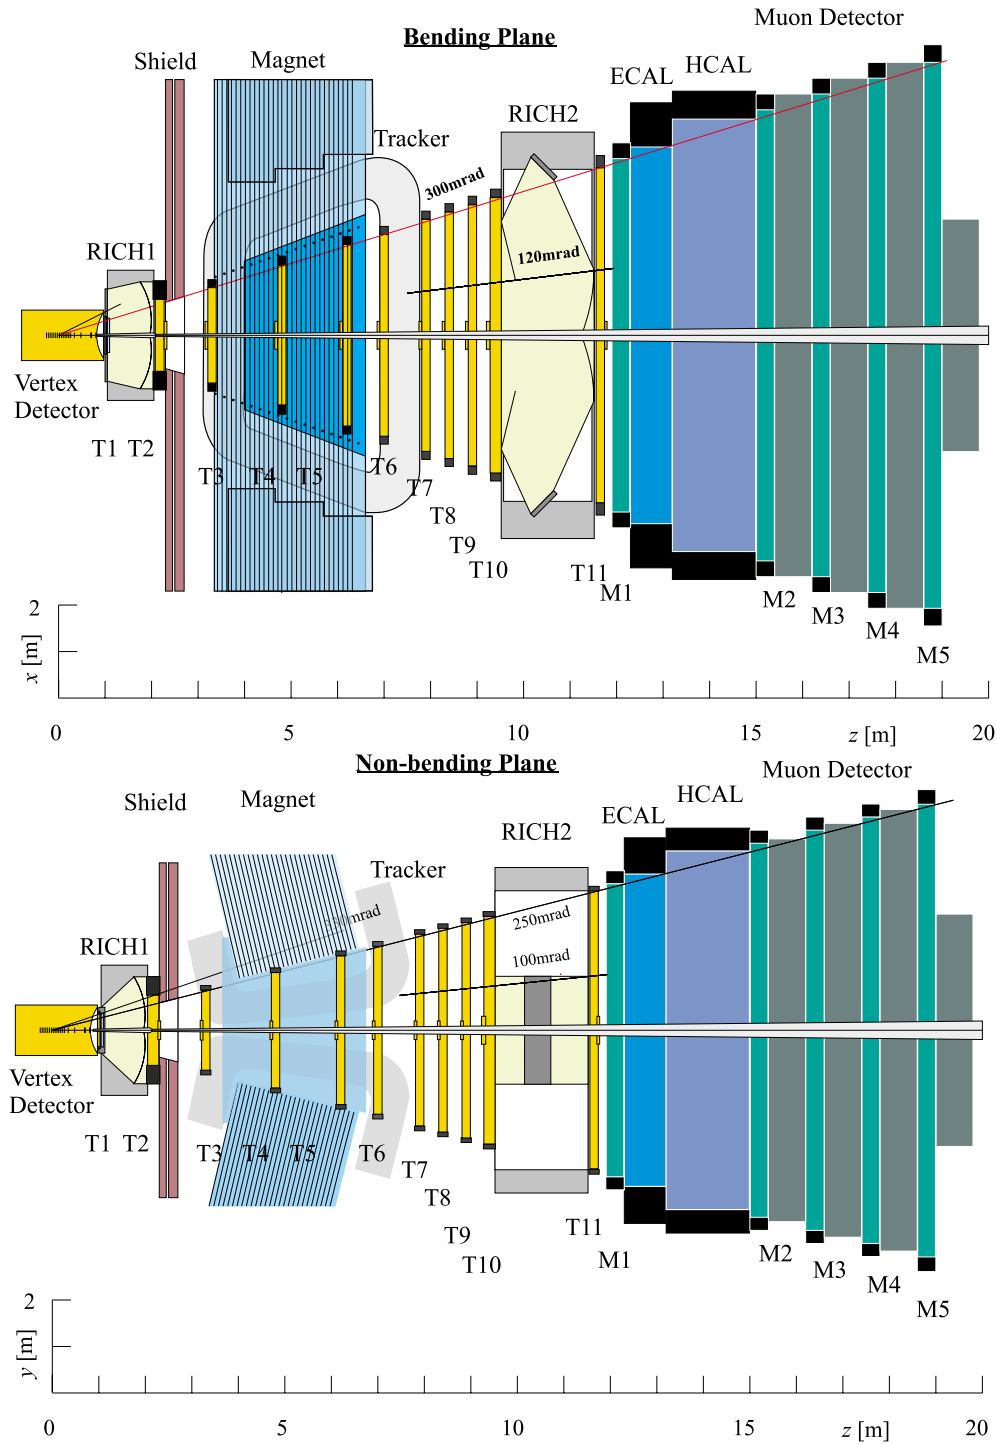 Muon Detector
Bending Plane
Shield
Magnet
ECAL
HCAL
RICH2
Tracker
300mrad
RICH1
120mrad
Vertex
Detector
T1
T2
T3
T4
T5
T6
T7
T8
T9
T10
T11
M1
M2
M3
M4
M5
2
x [m]
0
5
10
15
z [m]
20
Non-bending Plane
Muon Detector
Shield
Magnet
ECAL
HCAL
RICH2
Tracker
250mrad
100mrad
RICH1
Vertex
Detector
T1
T2
T3
T4
T5
T6
T7
T8
T9
T10
T11
M1
M2
M3
M4
M5
2
y [m]
0
5
10
15
z [m]
20